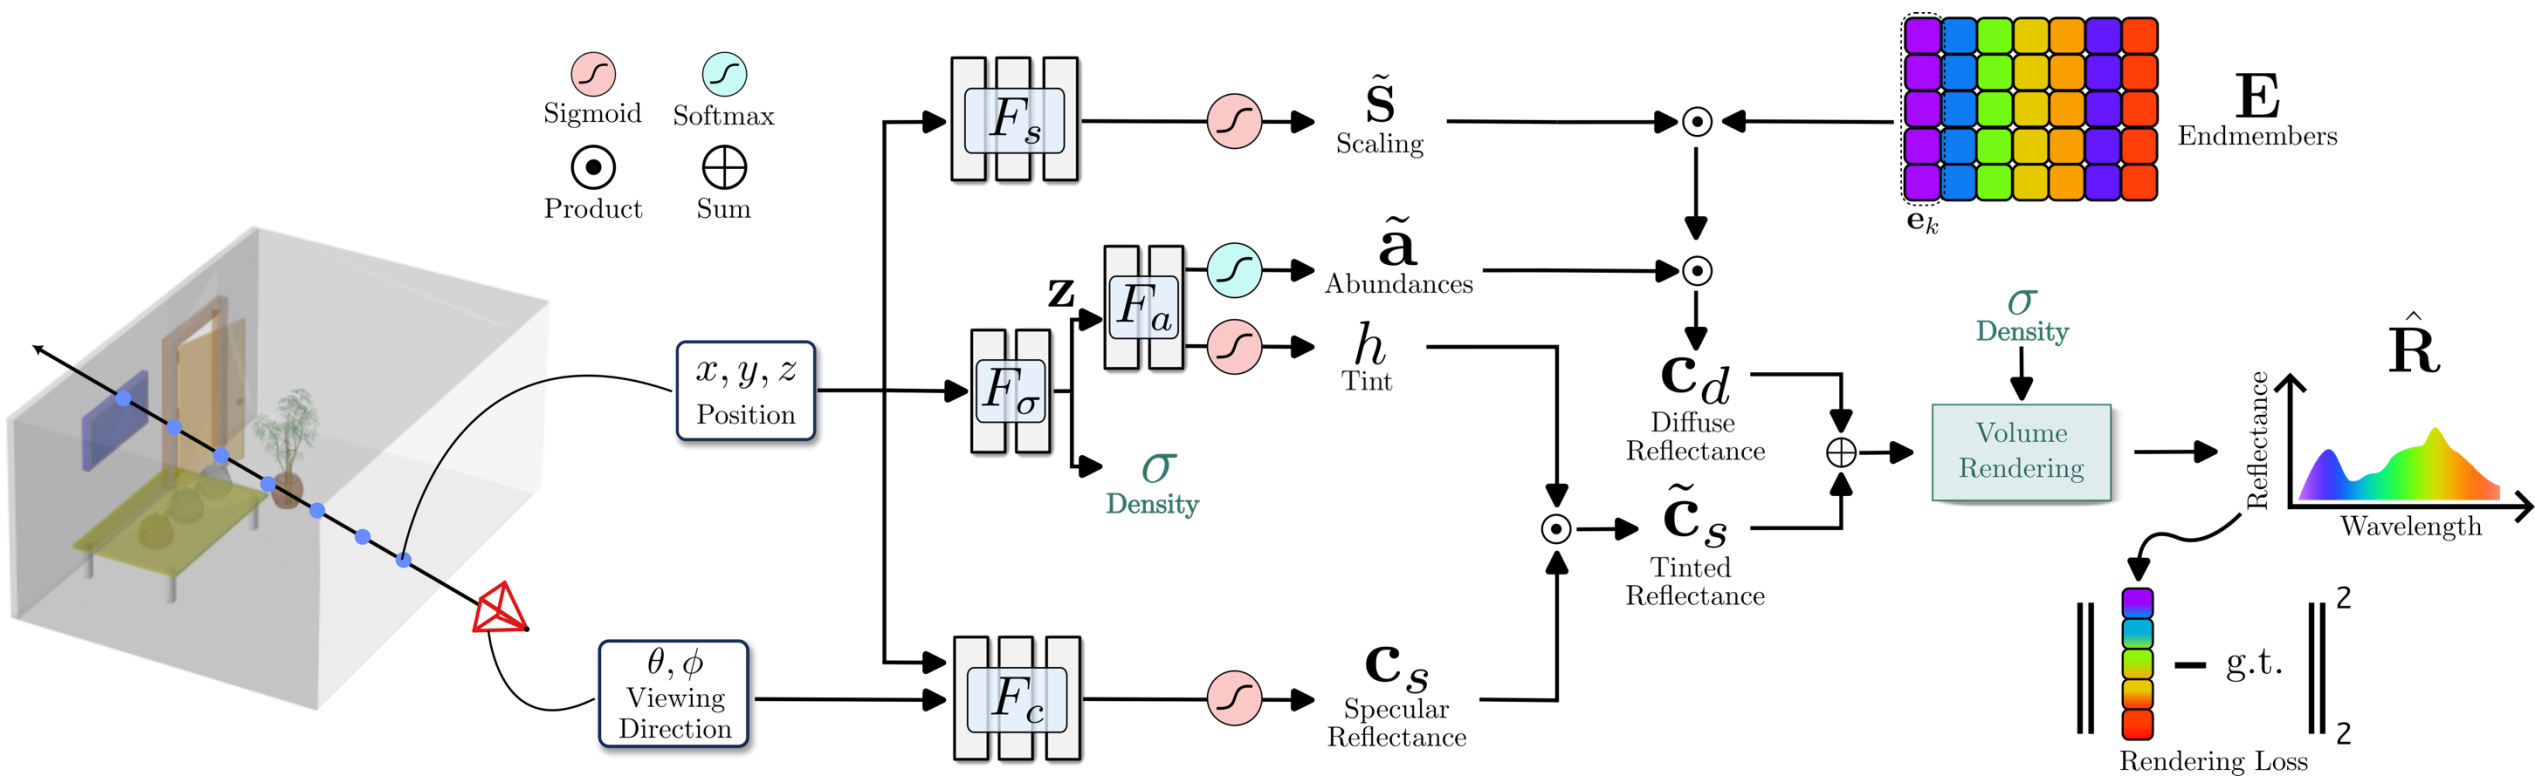 Sigmoid
Softmax
Product
Sum
x, y, z
Position
θ, ϕ
Viewing
Direction
F_s
s̃
Scaling
E
Endmembers
e_k
z
F_a
ã
Abundances
h
Tint
F_σ
σ
Density
F_c
c_s
Specular
Reflectance
c_d
Diffuse
Reflectance
c̃_s
Tinted
Reflectance
σ
Density
Volume
Rendering
R̂
Reflectance
Wavelength
2
g.t.
2
Rendering Loss